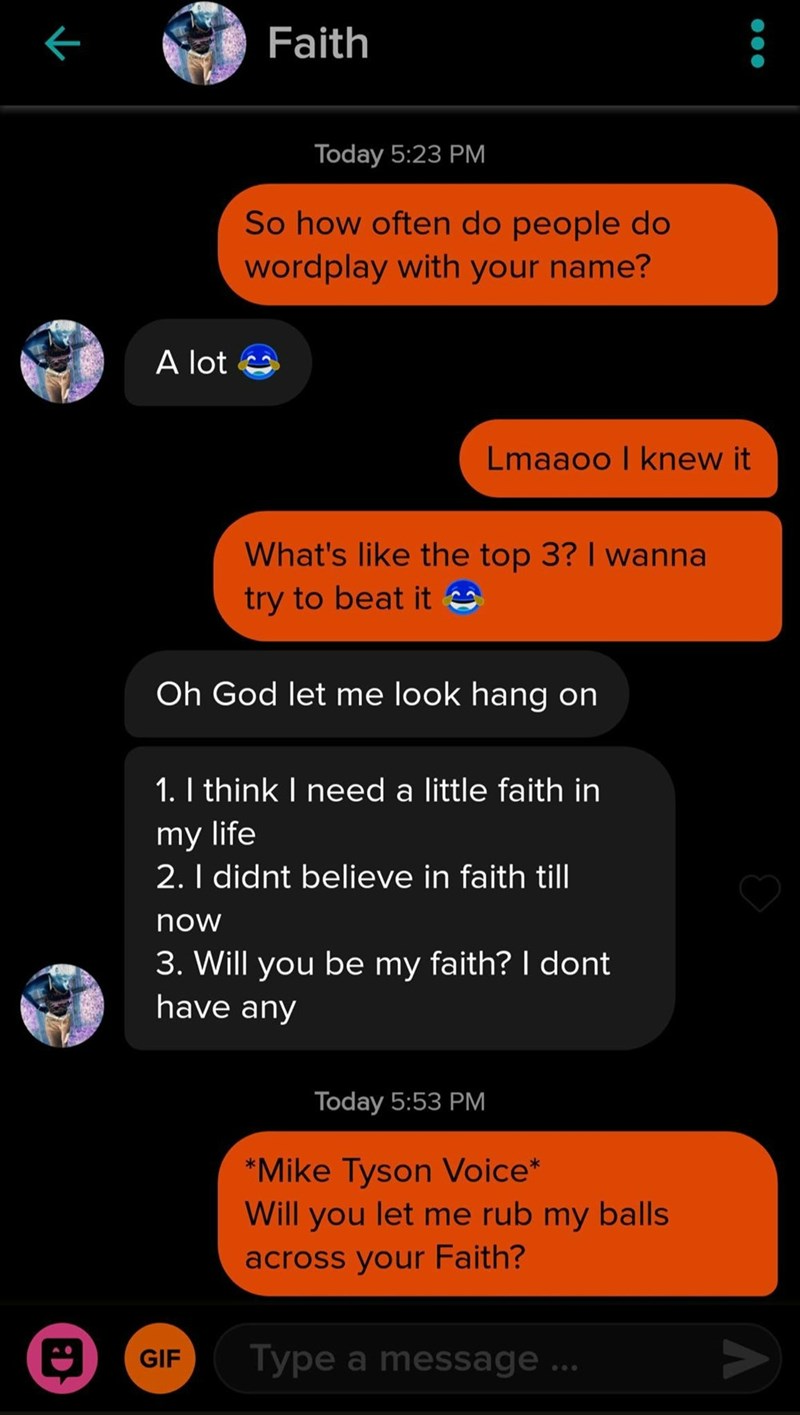 Faith
Today 5:23 PM
So how often do people do
wordplay with your name?
A lot 😂
Lmaaoo I knew it
What's like the top 3? I wanna
try to beat it 😂
Oh God let me look hang on
1. I think I need a little faith in
my life
2. I didnt believe in faith till
now
3. Will you be my faith? I dont
have any
Today 5:53 PM
*Mike Tyson Voice*
Will you let me rub my balls
across your Faith?
GIF
Type a message ...